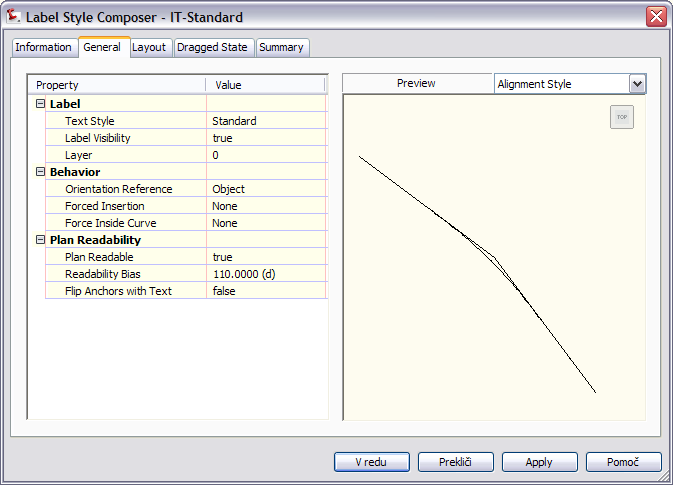 Label Style Composer - IT-Standard
Information General Layout Dragged State Summary
Property Value
Label
Text Style Standard
Label Visibility true
Layer 0
Behavior
Orientation Reference Object
Forced Insertion None
Force Inside Curve None
Plan Readability
Plan Readable true
Readability Bias 110.0000 (d)
Flip Anchors with Text false
Preview Alignment Style
TOP
V redu Prekliči Apply Pomoč